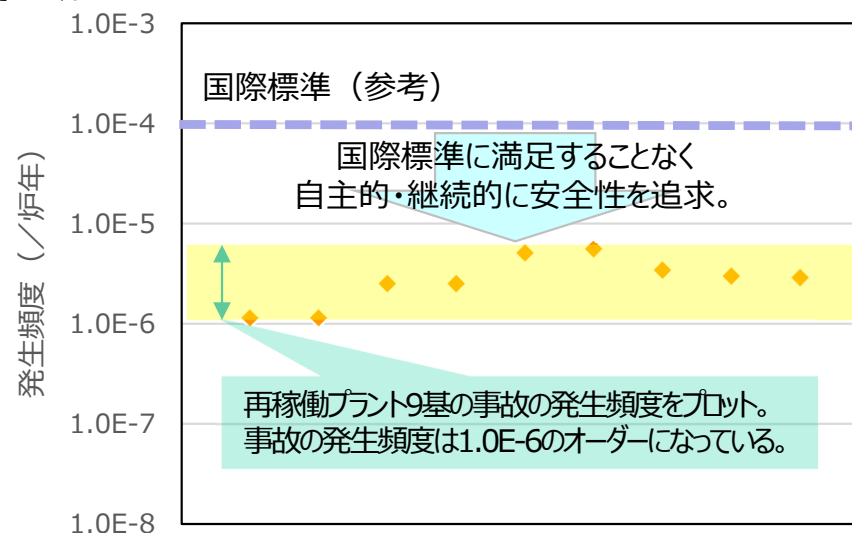 1.0E-3
国際標準（参考）
1.0E-4
国際標準に満足することなく
自主的・継続的に安全性を追求。
1.0E-5
発生頻度（／炉年）
1.0E-6
再稼働プラント9基の事故の発生頻度をプロット。
事故の発生頻度は1.0E-6のオーダーになっている。
1.0E-7
1.0E-8